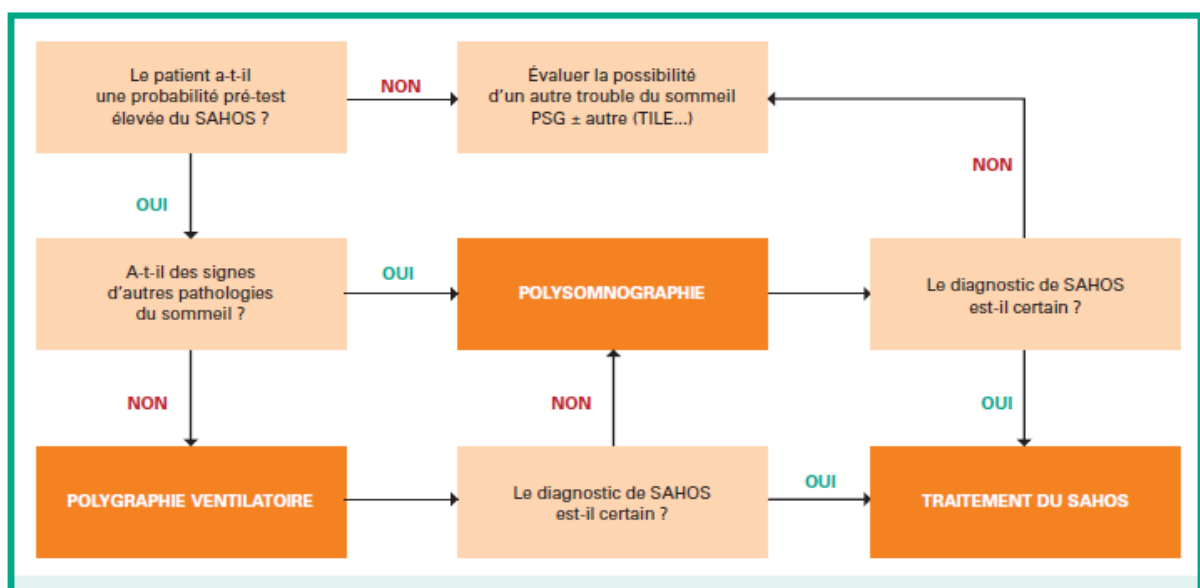 Le patient a-t-il
une probabilité pré-test
élevée du SAHOS ?
NON
Évaluer la possibilité
d'un autre trouble du sommeil
PSG ± autre (TILE...)
OUI
NON
A-t-il des signes
d'autres pathologies
du sommeil ?
OUI
POLYSOMNOGRAPHIE
Le diagnostic de SAHOS
est-il certain ?
NON
NON
OUI
POLYGRAPHIE VENTILATOIRE
Le diagnostic de SAHOS
est-il certain ?
OUI
TRAITEMENT DU SAHOS